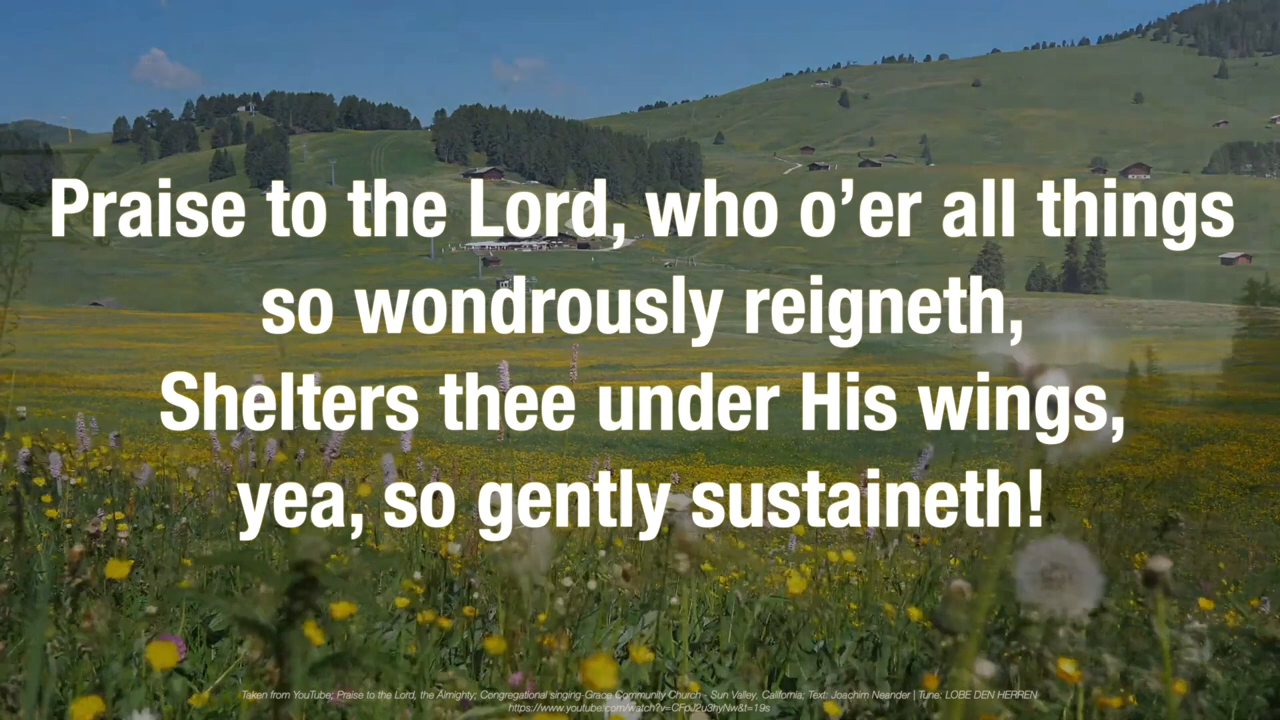 Praise to the Lord, who o’er all things
so wondrously reigneth,
Shelters thee under His wings,
yea, so gently sustaineth!
Taken from YouTube; Praise to the Lord, the Almighty; Congregational singing-Grace Community Church - Sun Valley, California; Text: Joachim Neander | Tune: LOBE DEN HERREN
https://www.youtube.com/watch?v=CFpJ2u3hyNw&t=19s